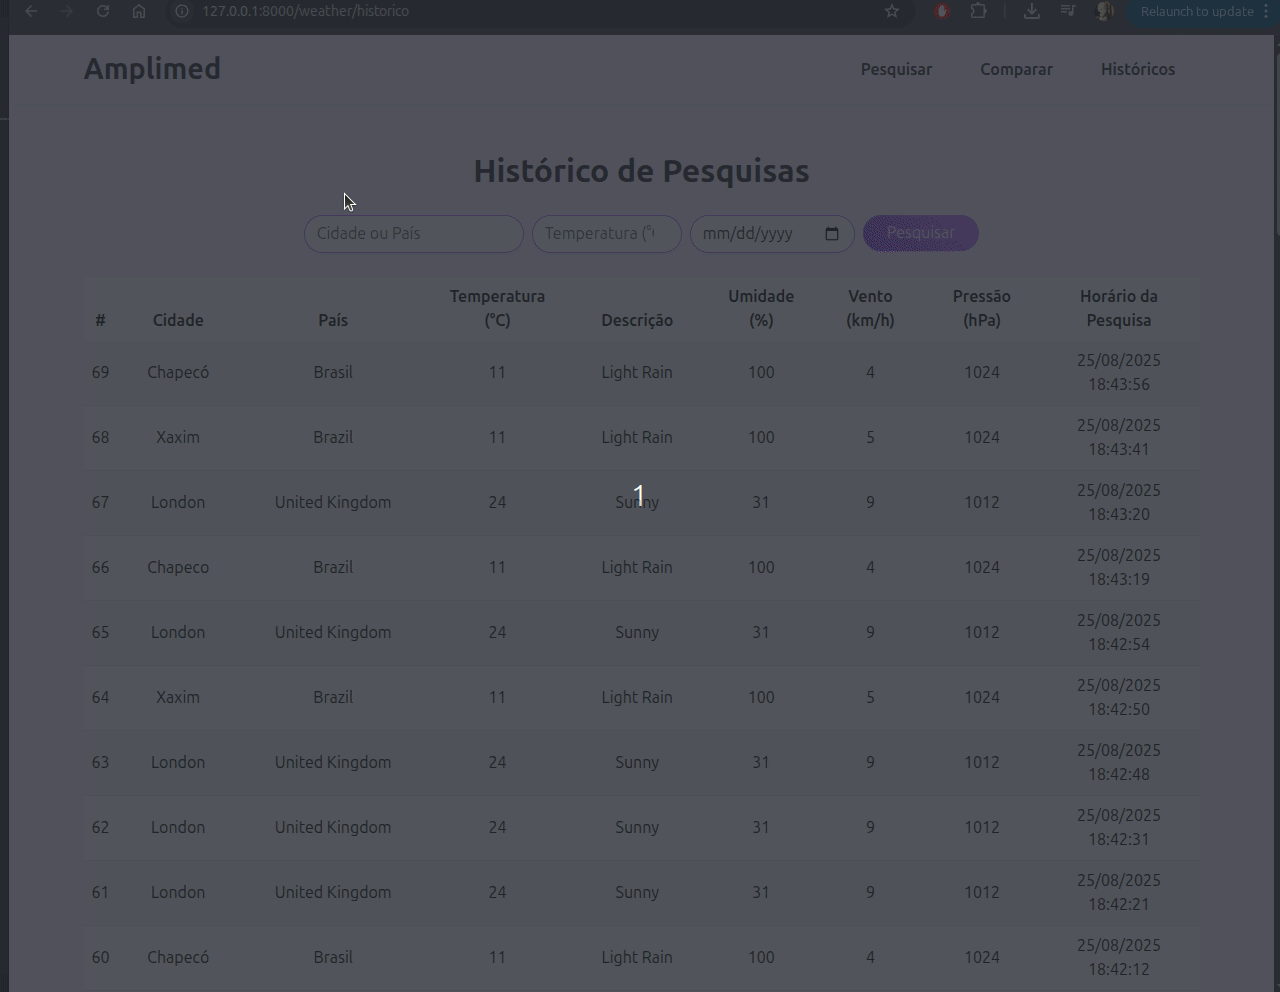 127.0.0.1:8000/weather/historico Relaunch to update
Amplimed Pesquisar Comparar Históricos
Histórico de Pesquisas
Cidade ou País Temperatura (° mm/dd/yyyy Pesquisar
# Cidade País Temperatura (°C) Descrição Umidade (%) Vento (km/h) Pressão (hPa) Horário da Pesquisa
69 Chapecó Brasil 11 Light Rain 100 4 1024 25/08/2025 18:43:56
68 Xaxim Brazil 11 Light Rain 100 5 1024 25/08/2025 18:43:41
67 London United Kingdom 24 Sunny 31 9 1012 25/08/2025 18:43:20
1
66 Chapeco Brazil 11 Light Rain 100 4 1024 25/08/2025 18:43:19
65 London United Kingdom 24 Sunny 31 9 1012 25/08/2025 18:42:54
64 Xaxim Brazil 11 Light Rain 100 5 1024 25/08/2025 18:42:50
63 London United Kingdom 24 Sunny 31 9 1012 25/08/2025 18:42:48
62 London United Kingdom 24 Sunny 31 9 1012 25/08/2025 18:42:31
61 London United Kingdom 24 Sunny 31 9 1012 25/08/2025 18:42:21
60 Chapecó Brasil 11 Light Rain 100 4 1024 25/08/2025 18:42:12